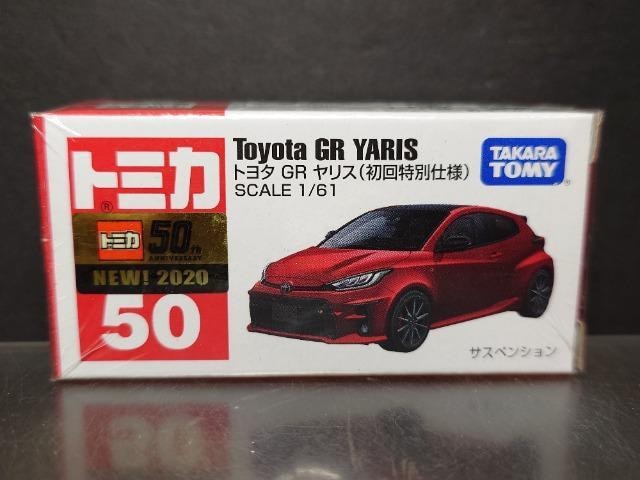 トミカ
®
トミカ 50th
ANNIVERSARY
NEW! 2020
50
Toyota GR YARIS
トヨタ GR ヤリス(初回特別仕様)
SCALE 1/61
TAKARA
TOMY
®
サスペンション